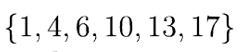 {1, 4, 6, 10, 13, 17}